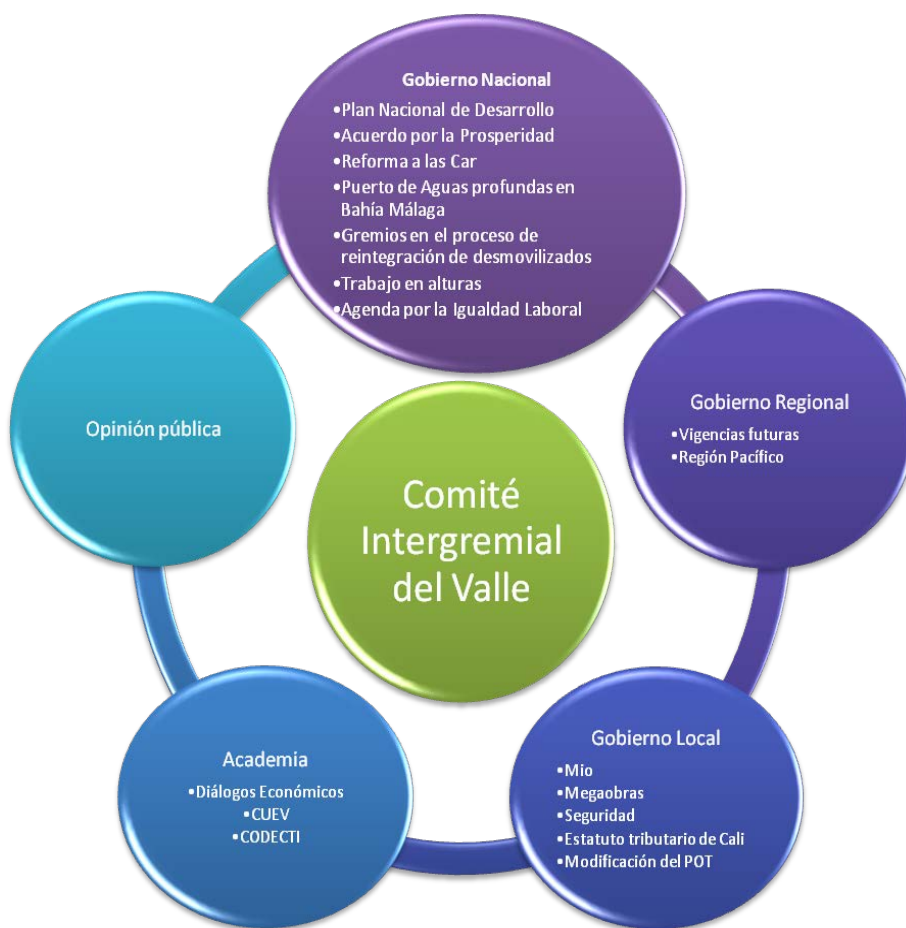 Gobierno Nacional
•Plan Nacional de Desarrollo
•Acuerdo por la Prosperidad
•Reforma a las Car
•Puerto de Aguas profundas en
Bahía Málaga
•Gremios en el proceso de
reintegración de desmovilizados
•Trabajo en alturas
•Agenda por la Igualdad Laboral
Gobierno Regional
•Vigencias futuras
•Región Pacífico
Opinión pública
Comité
Intergremial
del Valle
Gobierno Local
•Mio
•Megaobras
•Seguridad
•Estatuto tributario de Cali
•Modificación del POT
Academia
•Diálogos Económicos
•CUEV
•CODECTI